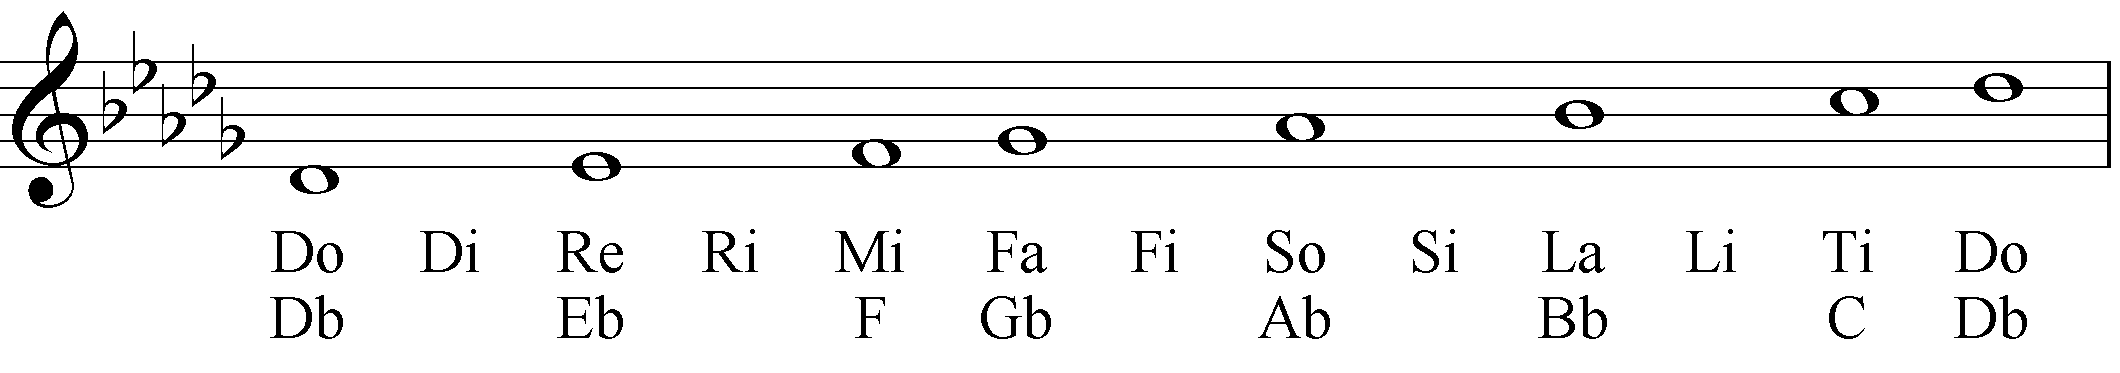 Do Di Re Ri Mi Fa Fi So Si La Li Ti Do
Db Eb F Gb Ab Bb C Db